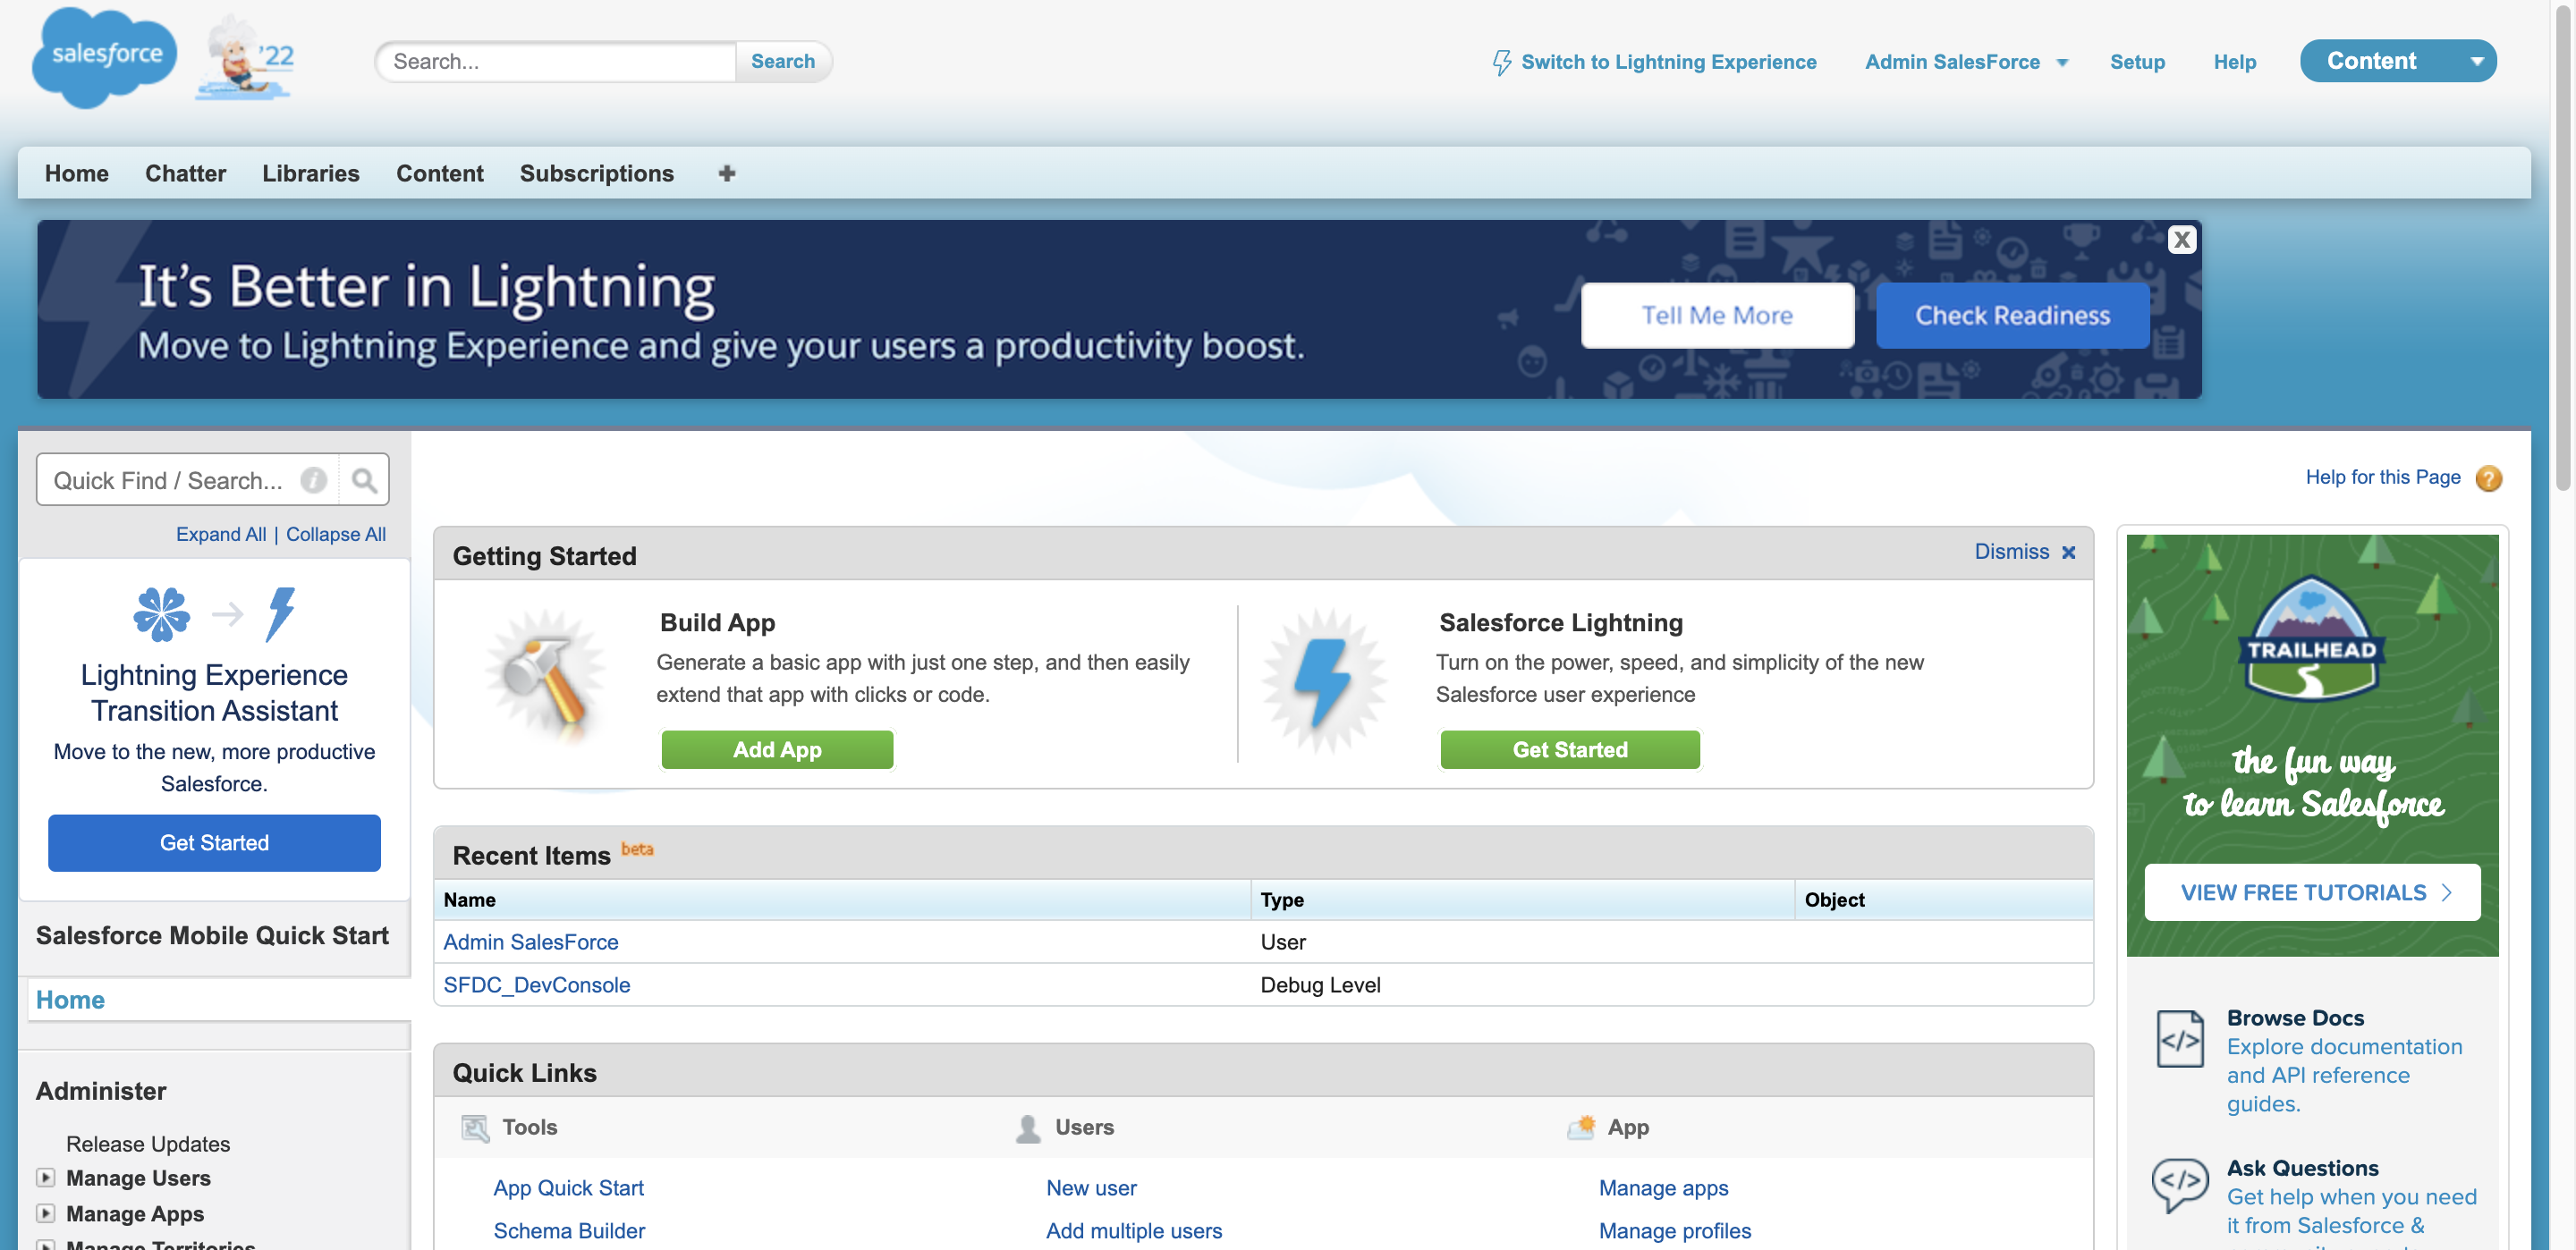 salesforce
'22
Search...
Search
Switch to Lightning Experience
Admin SalesForce
Setup
Help
Content
Home
Chatter
Libraries
Content
Subscriptions
It's Better in Lightning
Move to Lightning Experience and give your users a productivity boost.
Tell Me More
Check Readiness
X
Quick Find / Search...
Expand All | Collapse All
Lightning Experience
Transition Assistant
Move to the new, more productive
Salesforce.
Get Started
Salesforce Mobile Quick Start
Home
Administer
Release Updates
Manage Users
Manage Apps
Manage Territories
Help for this Page ?
Getting Started
Dismiss
Build App
Generate a basic app with just one step, and then easily
extend that app with clicks or code.
Add App
Salesforce Lightning
Turn on the power, speed, and simplicity of the new
Salesforce user experience
Get Started
Recent Items beta
Name Type Object
Admin SalesForce User
SFDC_DevConsole Debug Level
Quick Links
Tools Users App
App Quick Start New user Manage apps
Schema Builder Add multiple users Manage profiles
TRAILHEAD
the fun way
to learn Salesforce
VIEW FREE TUTORIALS
Browse Docs
Explore documentation
and API reference
guides.
Ask Questions
Get help when you need
it from Salesforce &